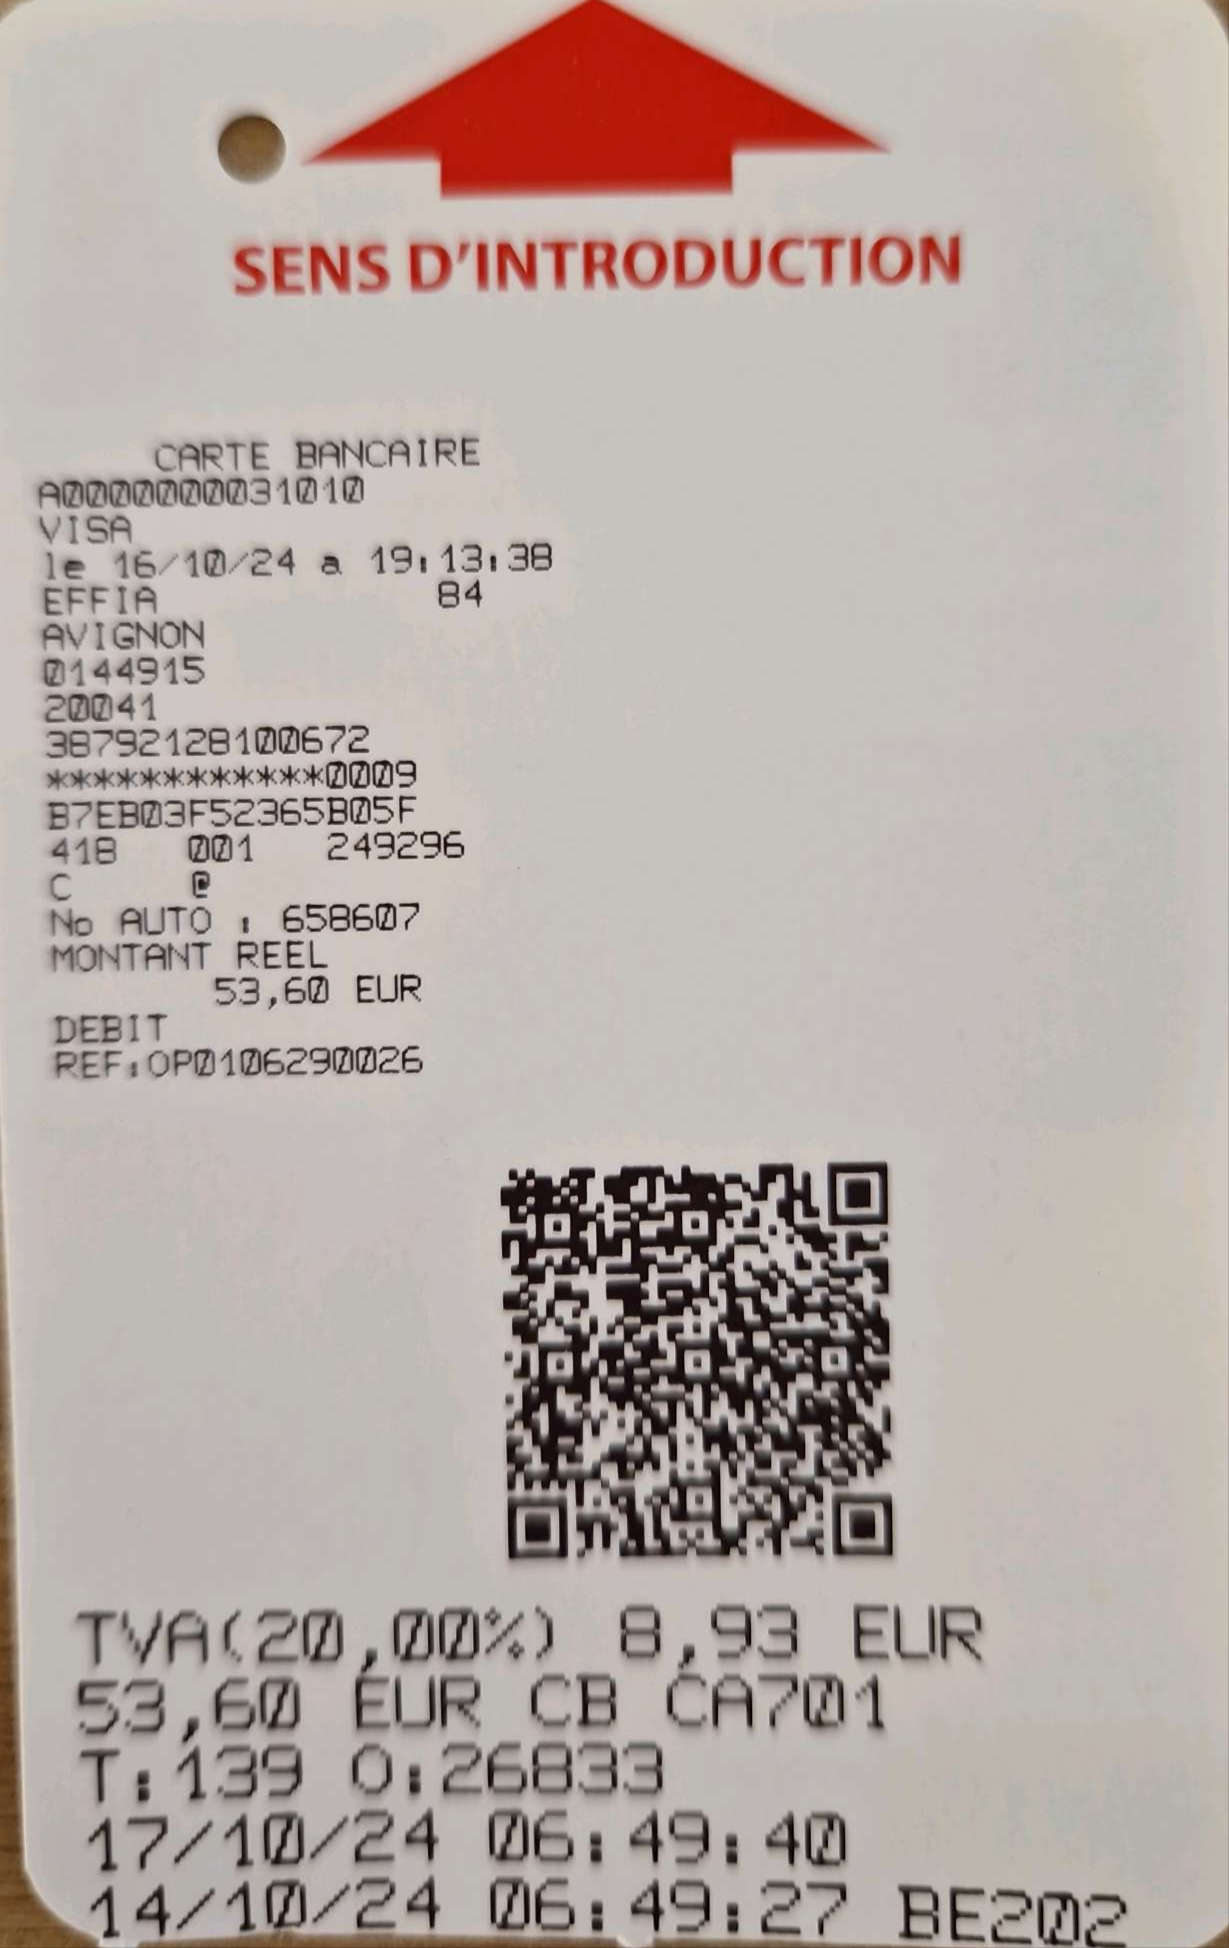 SENS D'INTRODUCTION
CARTE BANCAIRE
A0000000031010
VISA
le 16/10/24 a 19:13:38
EFFIA 84
AVIGNON
0144915
20041
38792128100672
************0009
B7EB03F52365B05F
418 001 249296
C @
No AUTO : 658607
MONTANT REEL
53,60 EUR
DEBIT
REF:OP0106290026
TVA(20,00%) 8,93 EUR
53,60 EUR CB CA701
T:139 O:26833
17/10/24 06:49:40
14/10/24 06:49:27 BE202